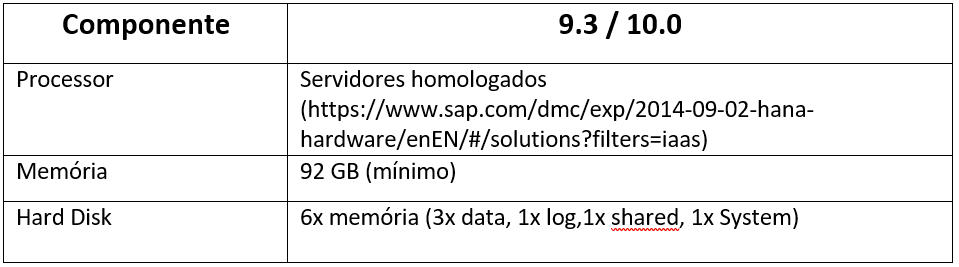 Componente 9.3 / 10.0
Processor Servidores homologados
(https://www.sap.com/dmc/exp/2014-09-02-hana-
hardware/enEN/#/solutions?filters=iaas)
Memória 92 GB (mínimo)
Hard Disk 6x memória (3x data, 1x log,1x shared, 1x System)